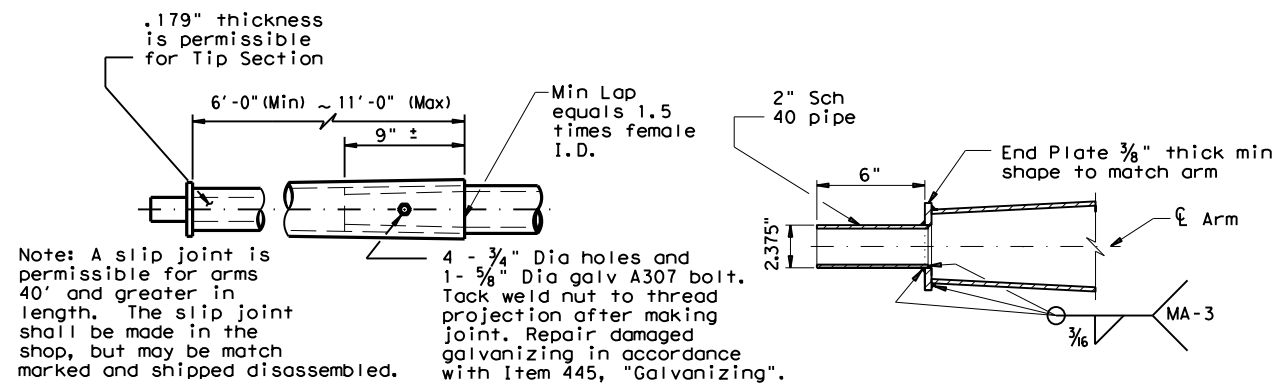 .179" thickness
is permissible
for Tip Section
6'-0"(Min) ~ 11'-0" (Max)
9" ±
Min Lap
equals 1.5
times female
I.D.
Note: A slip joint is
permissible for arms
40' and greater in
length. The slip joint
shall be made in the
shop, but may be match
marked and shipped disassembled.
4 - 3/4" Dia holes and
1- 5/8" Dia galv A307 bolt.
Tack weld nut to thread
projection after making
joint. Repair damaged
galvanizing in accordance
with Item 445, "Galvanizing".
2" Sch
40 pipe
6"
2.375"
End Plate 3/8" thick min
shape to match arm
℄ Arm
3/16
MA-3